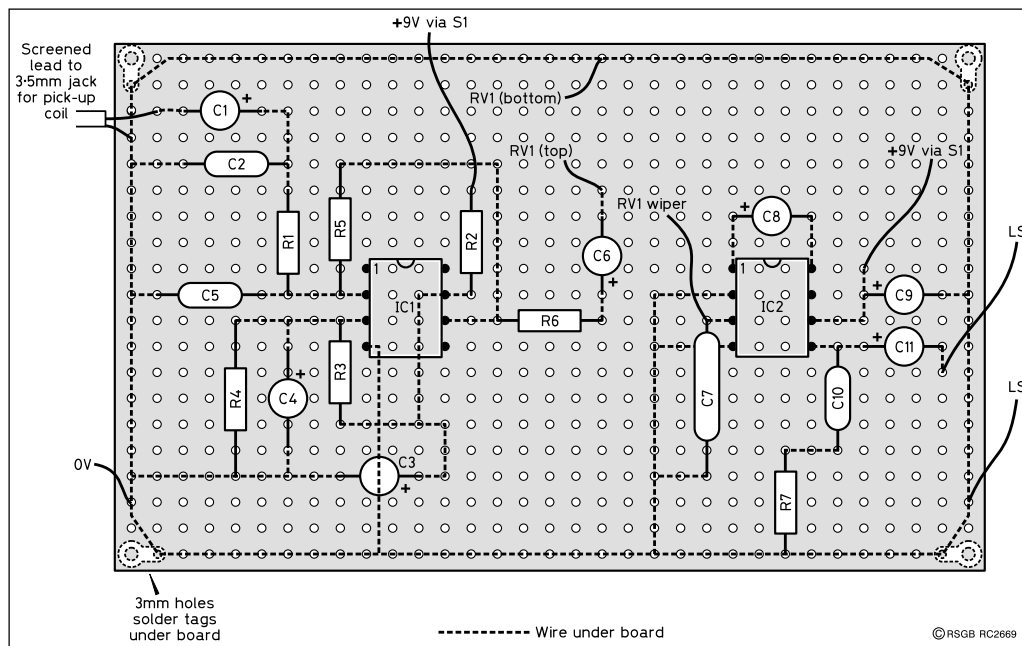 +9V via S1
Screened
lead to
3·5mm jack
for pick-up
coil
C1
+
RV1 (bottom)
C2
RV1 (top)
+9V via S1
RV1 wiper
+
C8
LS
R1
R5
R2
C6
+
1
1
C5
IC1
IC2
+
C9
R6
C11
+
R4
+
C4
R3
C7
C10
LS
0V
C3
+
R7
3mm holes
solder tags
under board
Wire under board
©RSGB RC2669